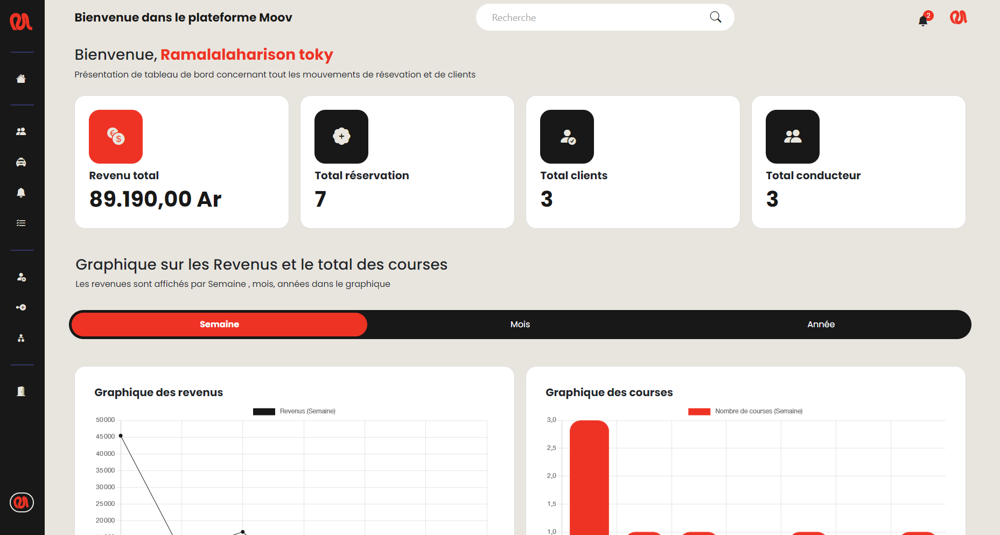 Bienvenue dans le plateforme Moov
Recherche
2
Bienvenue, Ramalalaharison toky
Présentation de tableau de bord concernant tout les mouvements de résevation et de clients
€
$
Revenu total
89.190,00 Ar
Total réservation
7
Total clients
3
Total conducteur
3
Graphique sur les Revenus et le total des courses
Les revenues sont affichés par Semaine , mois, années dans le graphique
Semaine
Mois
Année
Graphique des revenus
Revenus (Semaine)
50 000
45 000
40 000
35 000
30 000
25 000
20 000
Graphique des courses
Nombre de courses (Semaine)
3,0
2,5
2,0
1,5
1,0